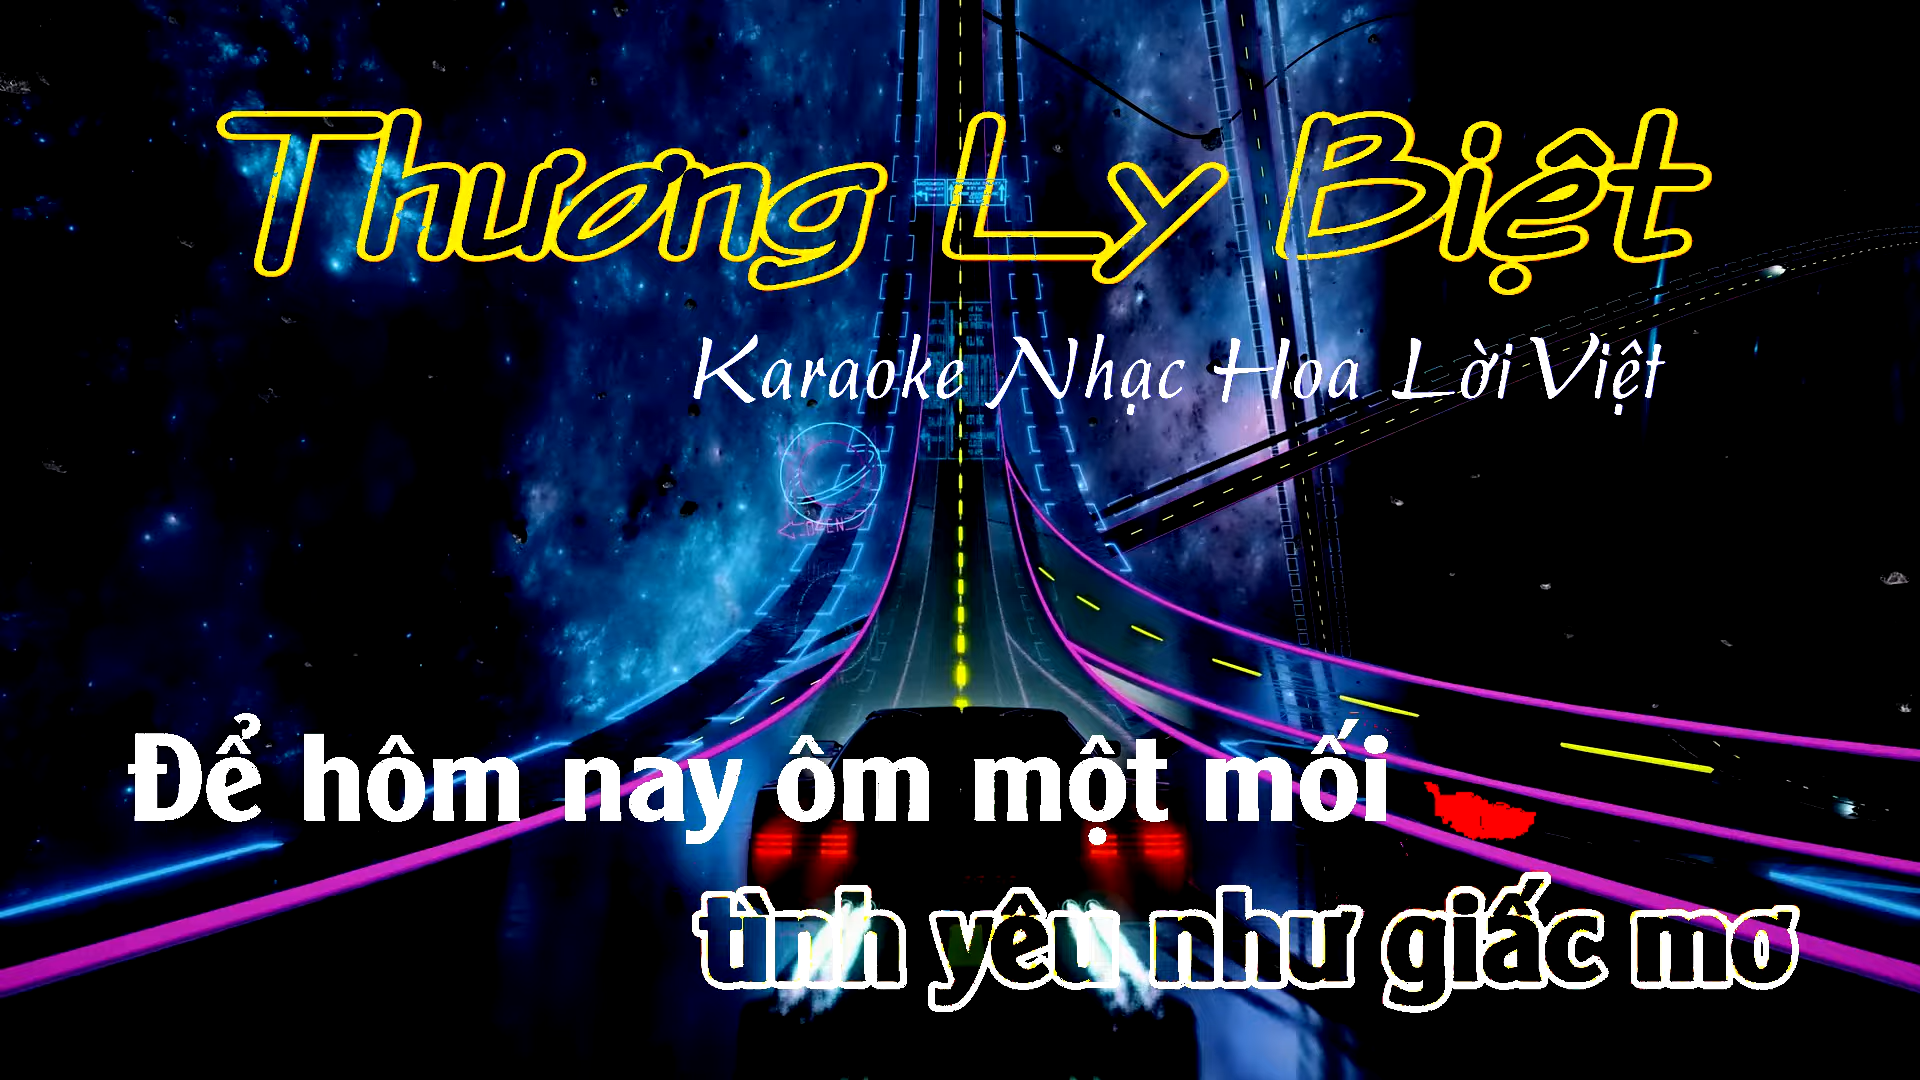 Thương Ly Biệt
Karaoke Nhạc Hoa Lời Việt
Để hôm nay ôm một mối
tình yêu như giấc mơ